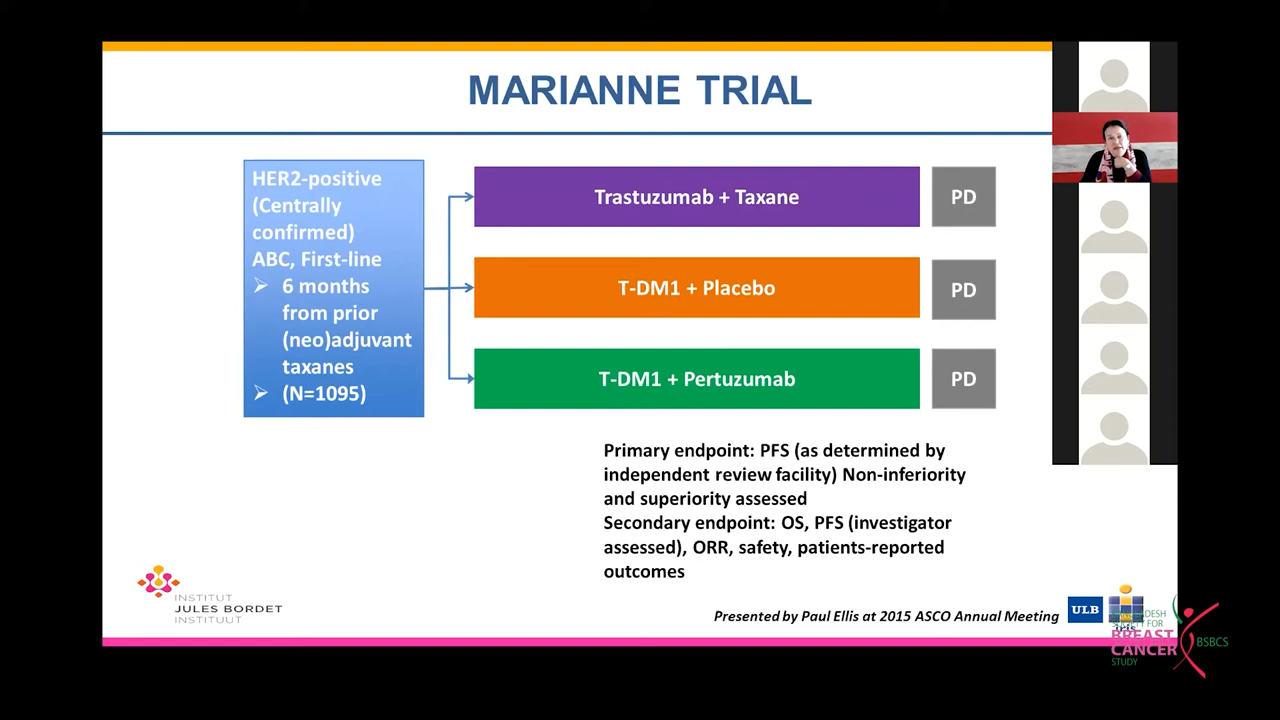 MARIANNE TRIAL
HER2-positive
(Centrally
confirmed)
ABC, First-line
➢ 6 months
from prior
(neo)adjuvant
taxanes
➢ (N=1095)
Trastuzumab + Taxane
PD
T-DM1 + Placebo
PD
T-DM1 + Pertuzumab
PD
Primary endpoint: PFS (as determined by
independent review facility) Non-inferiority
and superiority assessed
Secondary endpoint: OS, PFS (investigator
assessed), ORR, safety, patients-reported
outcomes
INSTITUT
JULES BORDET
INSTITUUT
Presented by Paul Ellis at 2015 ASCO Annual Meeting
ULB
iris
SOCIETY FOR
BREAST
CANCER
STUDY
BSBCS